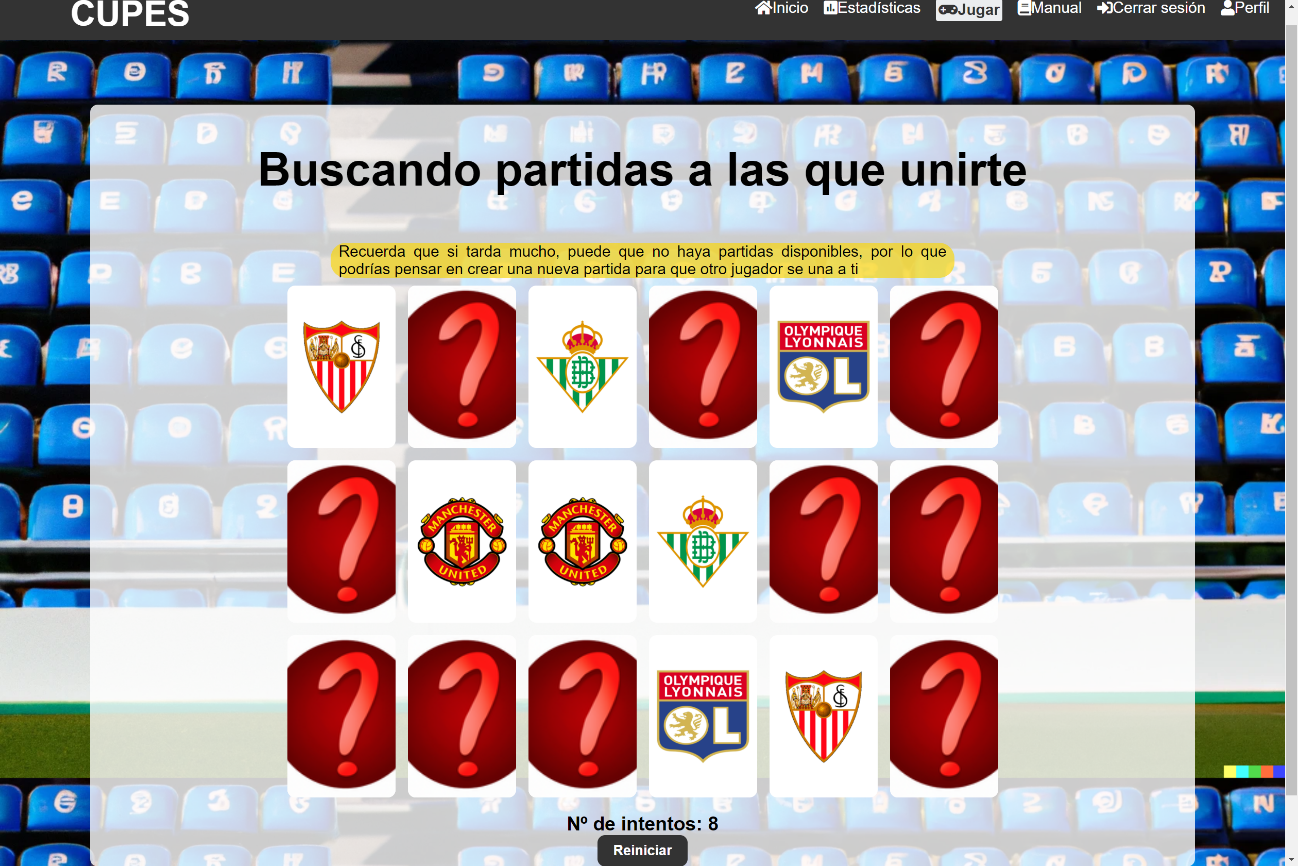 CUPES
Inicio
Estadísticas
Jugar
Manual
Cerrar sesión
Perfil
Buscando partidas a las que unirte
Recuerda que si tarda mucho, puede que no haya partidas disponibles, por lo que
podrías pensar en crear una nueva partida para que otro jugador se una a ti
OLYMPIQUE
LYONNAIS
OL
MANCHESTER
UNITED
MANCHESTER
UNITED
OLYMPIQUE
LYONNAIS
OL
Nº de intentos: 8
Reiniciar